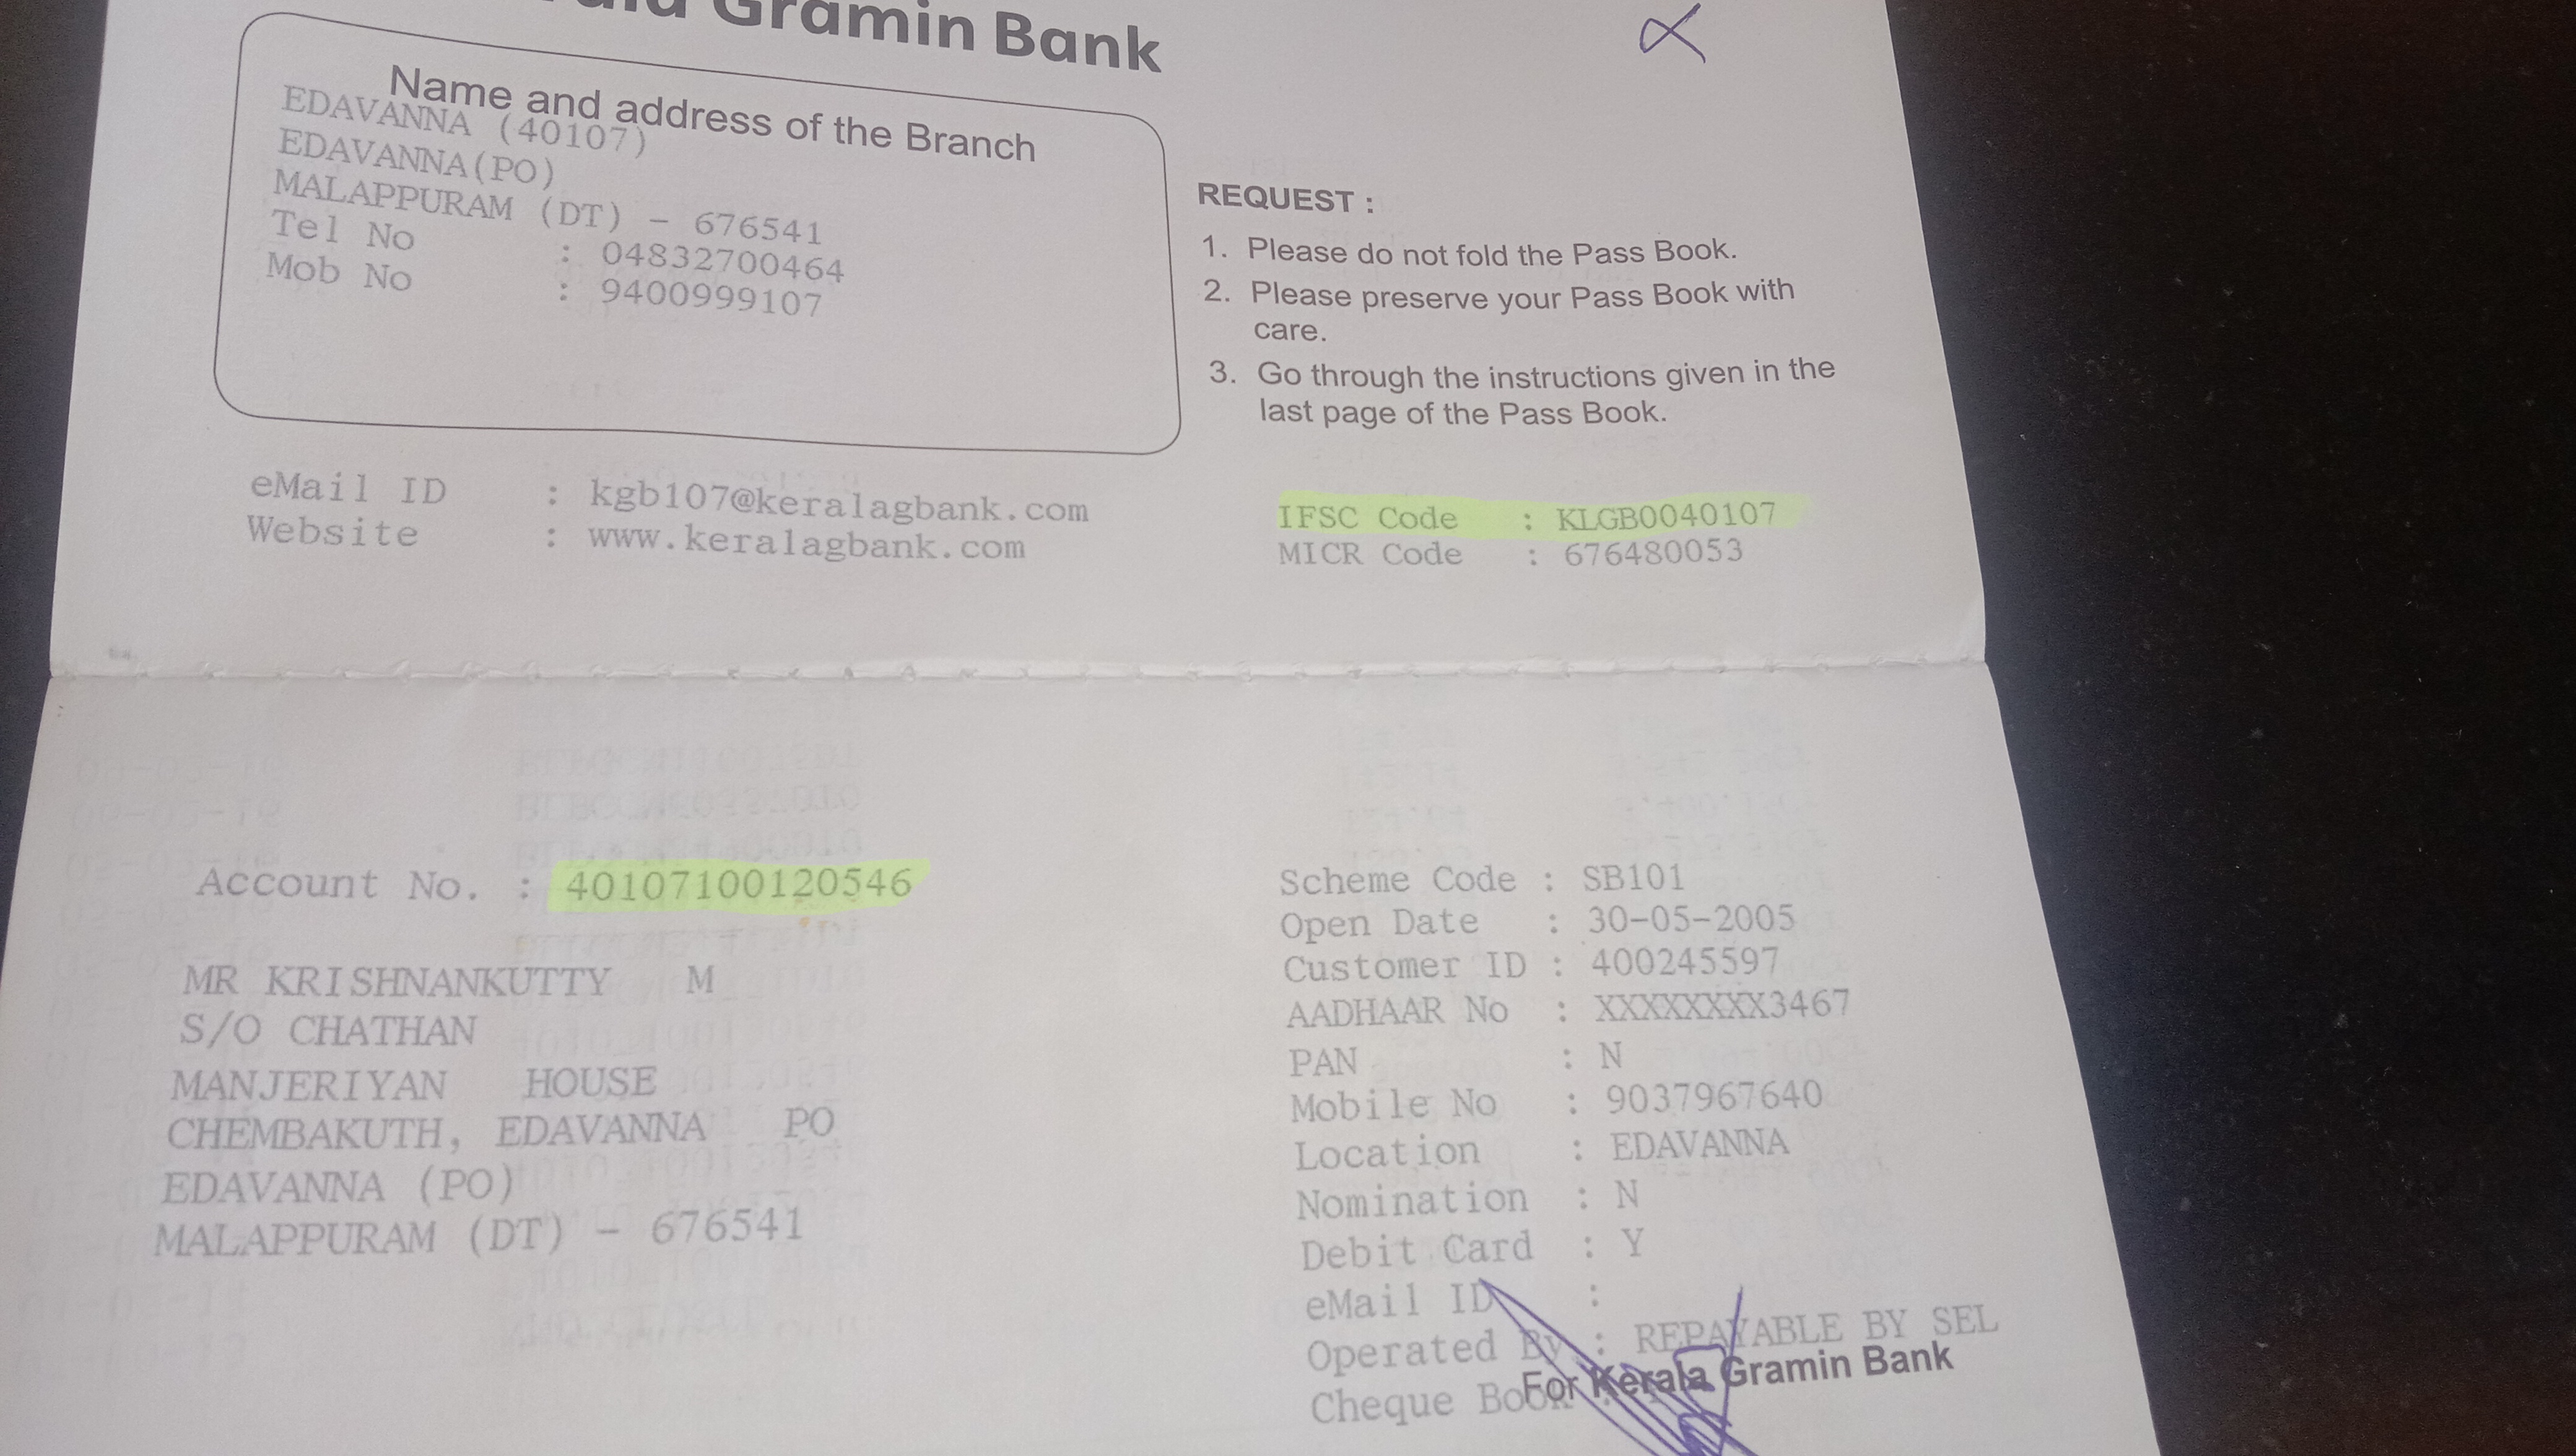 Gramin Bank
Name and address of the Branch
EDAVANNA (40107)
EDAVANNA(PO)
MALAPPURAM (DT) - 676541
Tel No : 04832700464
Mob No : 9400999107
REQUEST :
1. Please do not fold the Pass Book.
2. Please preserve your Pass Book with
care.
3. Go through the instructions given in the
last page of the Pass Book.
eMail ID : kgb107@keralagbank.com
Website : www.keralagbank.com
IFSC Code : KLGB0040107
MICR Code : 676480053
Account No. : 40107100120546
MR KRISHNANKUTTY M
S/O CHATHAN
MANJERIYAN HOUSE
CHEMBAKUTH, EDAVANNA PO
EDAVANNA (PO)
MALAPPURAM (DT) - 676541
Scheme Code : SB101
Open Date : 30-05-2005
Customer ID : 400245597
AADHAAR No : XXXXXXXX3467
PAN : N
Mobile No : 9037967640
Location : EDAVANNA
Nomination : N
Debit Card : Y
eMail ID :
Operated By : REPAYABLE BY SEL
For Kerala Gramin Bank
Cheque Book